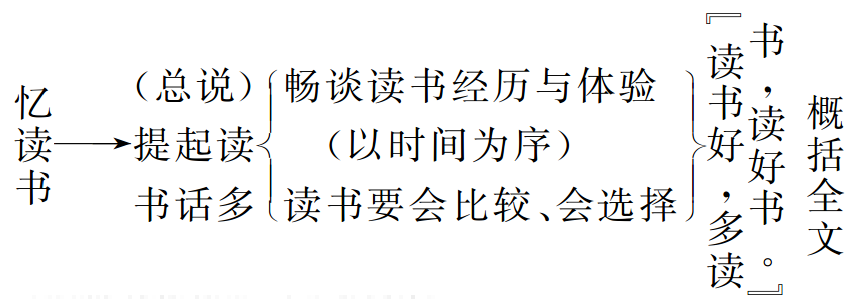 忆读书
(总说)
提起读
书话多
畅谈读书经历与体验
(以时间为序)
读书要会比较、会选择
『读书好，多读
书，读好书。』
概括全文